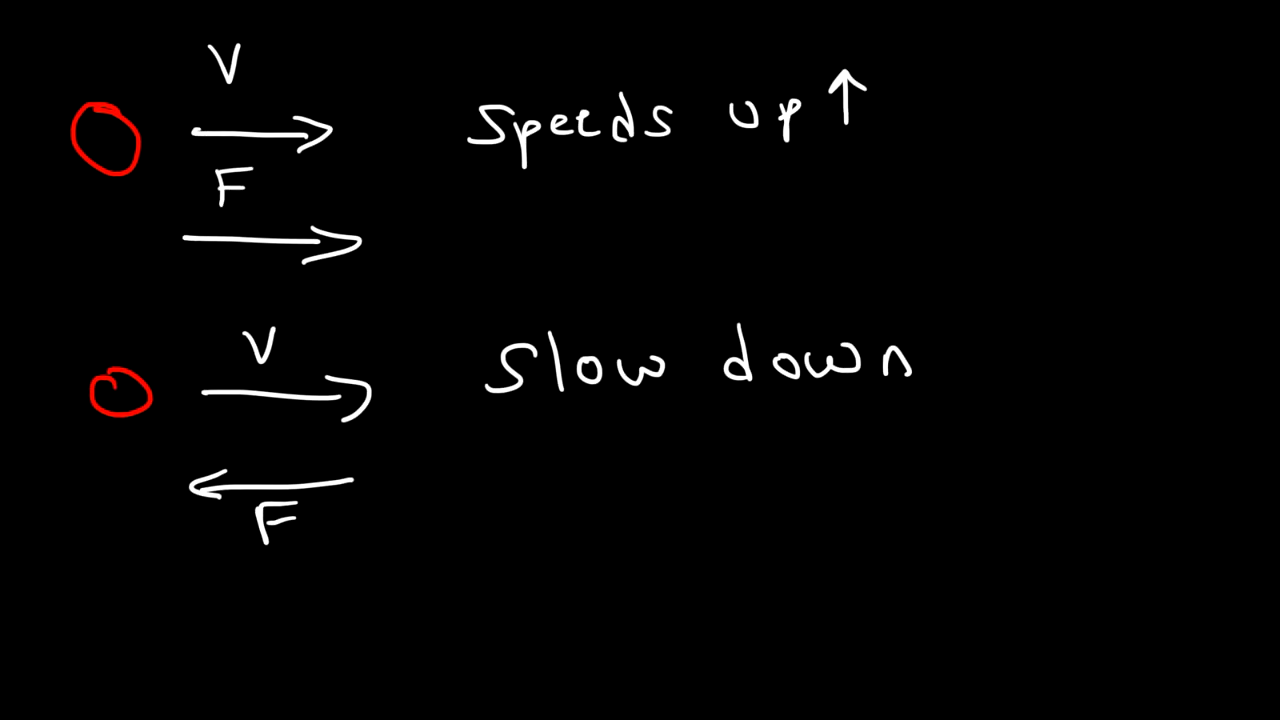 V
Speeds up ↑
F
V
Slow down
F